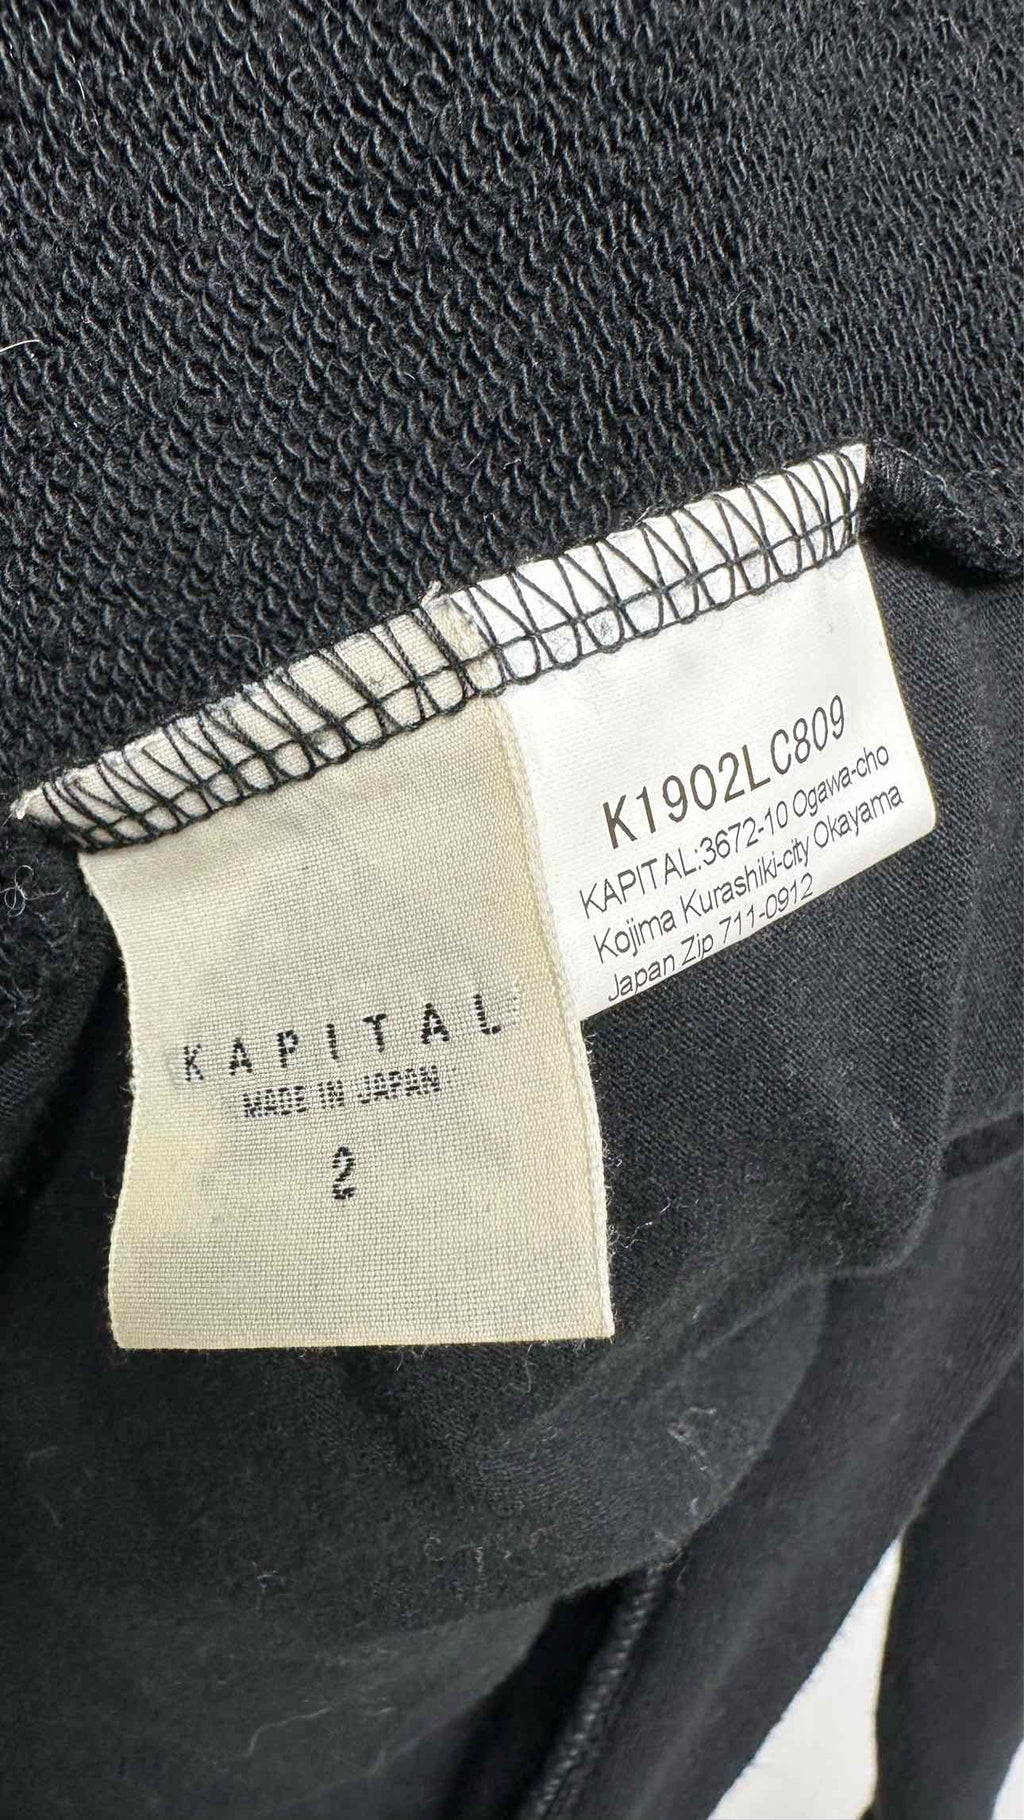 KAPITAL
MADE IN JAPAN
2
K1902LC809
KAPITAL:3672-10 Ogawa-cho
Kojima Kurashiki-city Okayama
Japan Zip 711-0912